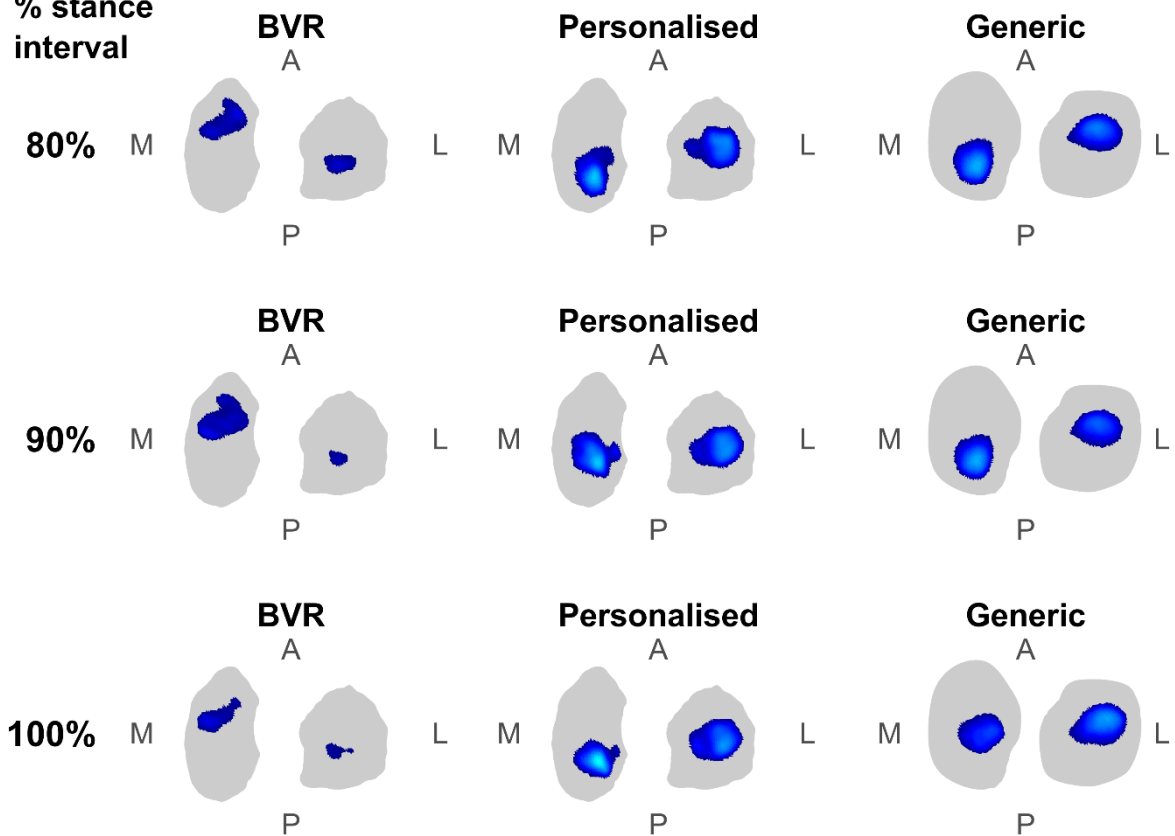 % stance
interval
BVR Personalised Generic
A A A
80% M L M L M L
P P P
BVR Personalised Generic
A A A
90% M L M L M L
P P P
BVR Personalised Generic
A A A
100% M L M L M L
P P P